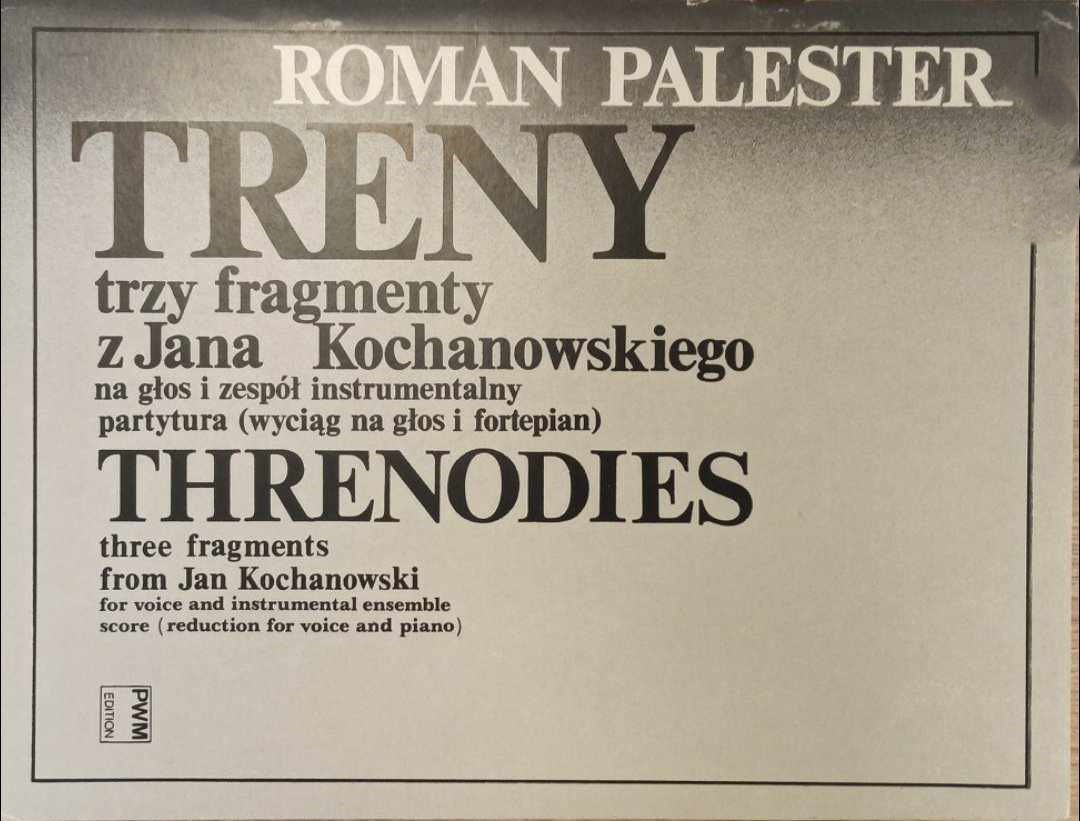 ROMAN PALESTER
TRENY
trzy fragmenty
z Jana Kochanowskiego
na głos i zespół instrumentalny
partytura (wyciąg na głos i fortepian)
THRENODIES
three fragments
from Jan Kochanowski
for voice and instrumental ensemble
score (reduction for voice and piano)
PWM
EDITION